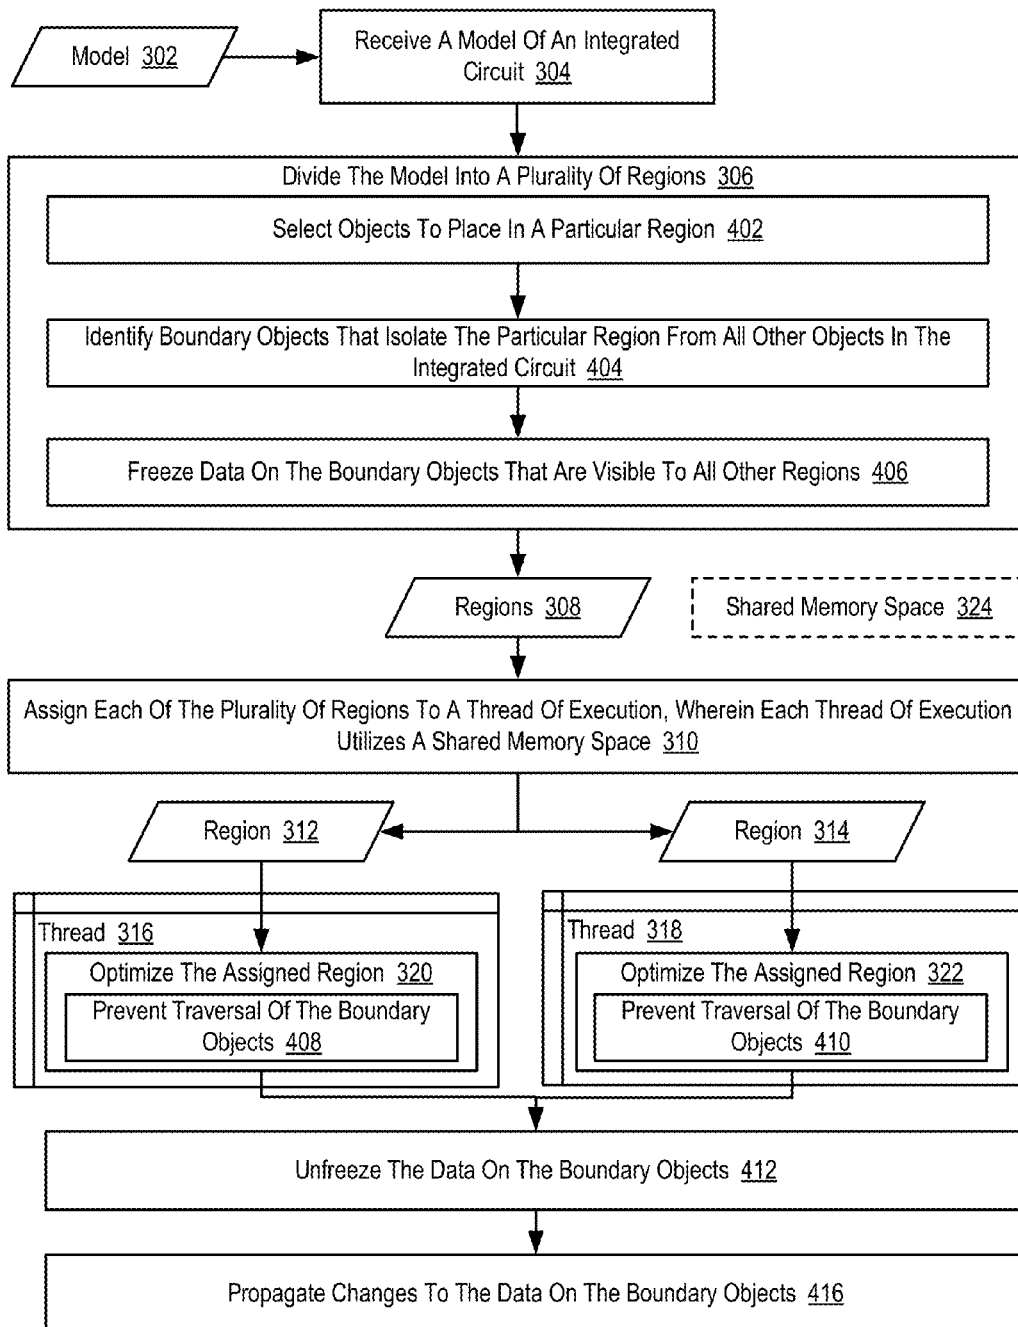 Model 302
Receive A Model Of An Integrated
Circuit 304
Divide The Model Into A Plurality Of Regions 306
Select Objects To Place In A Particular Region 402
Identify Boundary Objects That Isolate The Particular Region From All Other Objects In The
Integrated Circuit 404
Freeze Data On The Boundary Objects That Are Visible To All Other Regions 406
Regions 308
Shared Memory Space 324
Assign Each Of The Plurality Of Regions To A Thread Of Execution, Wherein Each Thread Of Execution
Utilizes A Shared Memory Space 310
Region 312
Region 314
Thread 316
Optimize The Assigned Region 320
Prevent Traversal Of The Boundary
Objects 408
Thread 318
Optimize The Assigned Region 322
Prevent Traversal Of The Boundary
Objects 410
Unfreeze The Data On The Boundary Objects 412
Propagate Changes To The Data On The Boundary Objects 416